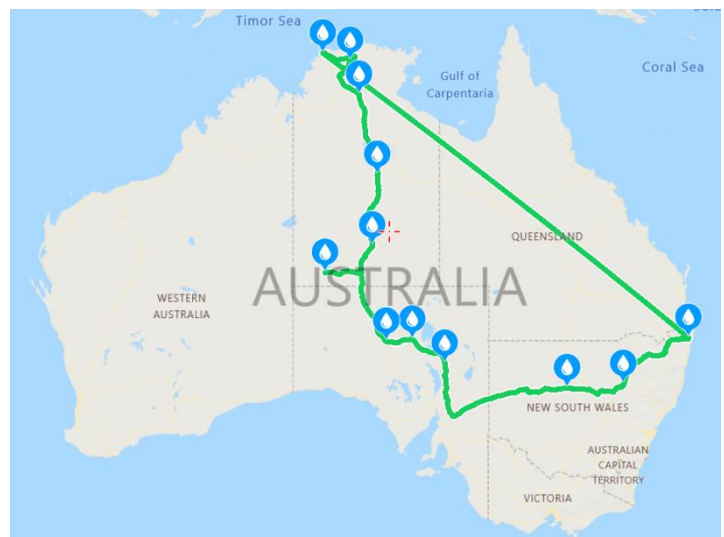 Timor Sea
Gulf of
Carpentaria
Coral Sea
QUEENSLAND
AUSTRALIA
WESTERN
AUSTRALIA
NEW SOUTH WALES
AUSTRALIAN
CAPITAL
TERRITORY
VICTORIA